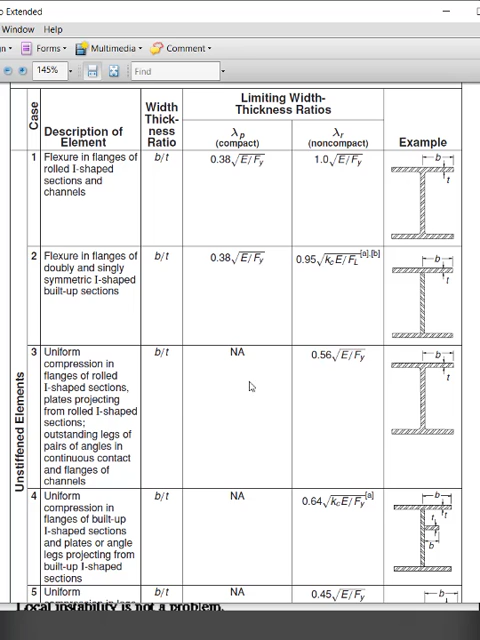 o Extended
Window Help
n Forms Multimedia Comment
145% Find
Case
Description of Element
Width Thick- ness Ratio
Limiting Width- Thickness Ratios
λp (compact)
λr (noncompact)
Example
Unstiffened Elements
1 Flexure in flangesof b/t 0.38√E/Fy 1.0√E/Fy b
rolled I-shaped t
sections and
channels
2 Flexure in flanges of b/t 0.38√E/Fy 0.95√kcE/FL[a],[b] b
doubly and singly t
symmetric I-shaped
built-up sections
3 Uniform b/t NA 0.56√E/Fy b
compression in t
flanges of rolled
I-shaped sections,
plates projecting
from rolled I-shaped
sections;
outstanding legs of
pairs of angles in
continuous contact
and flanges of
channels
4 Uniform b/t NA 0.64√kcE/Fy[a] b
compression in t
flanges of built-up t
I-shaped sections
and plates or angle b
legs projecting from
built-up I-shaped
sections
5 Uniform b/t NA 0.45√E/Fy b
Local instability is not a problem.